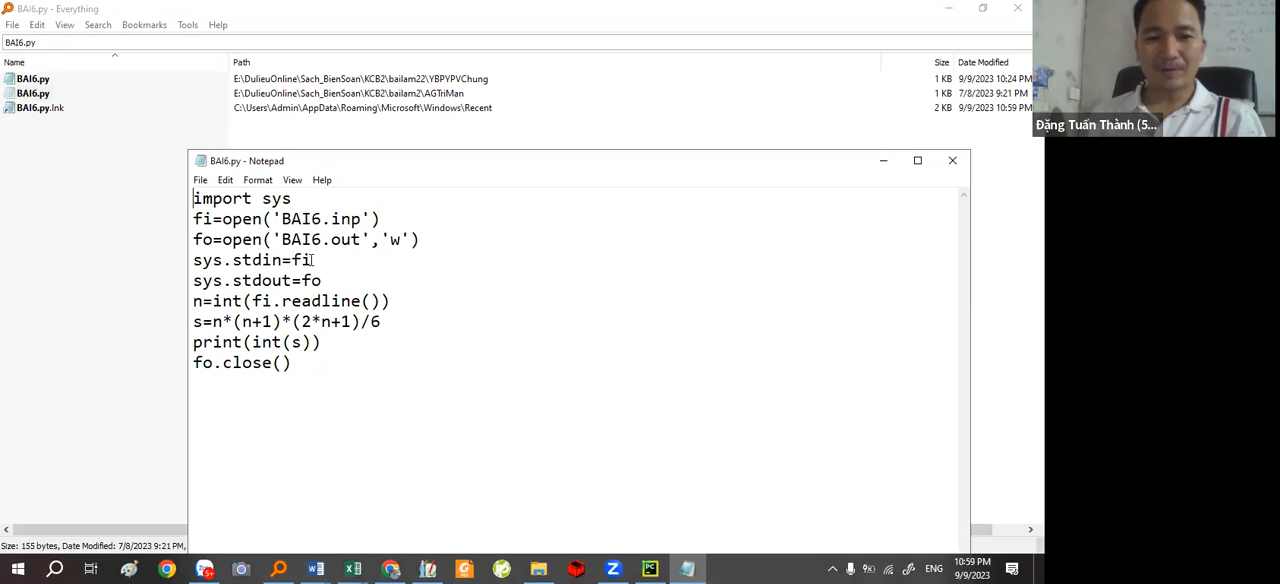 BAI6.py - Everything
File Edit View Search Bookmarks Tools Help
BAI6.py
Name Path Size Date Modified
BAI6.py E:\DulieuOnline\Sach_BienSoan\KCB2\bailam22\YBPYPVChung 1 KB 9/9/2023 10:24 PM
BAI6.py E:\DulieuOnline\Sach_BienSoan\KCB2\bailam2\AGTriMan 1 KB 7/8/2023 9:21 PM
BAI6.py.lnk C:\Users\Admin\AppData\Roaming\Microsoft\Windows\Recent 2 KB 9/9/2023 10:59 PM
Đặng Tuấn Thành (5...
BAI6.py - Notepad
File Edit Format View Help
import sys
fi=open('BAI6.inp')
fo=open('BAI6.out','w')
sys.stdin=fi
sys.stdout=fo
n=int(fi.readline())
s=n*(n+1)*(2*n+1)/6
print(int(s))
fo.close()
Size: 155 bytes, Date Modified: 7/8/2023 9:21 PM,
ENG
10:59 PM
9/9/2023